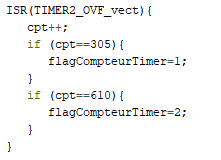 ISR(TIMER2_OVF_vect){
cpt++;
if (cpt==305){
flagCompteurTimer=1;
}
if (cpt==610){
flagCompteurTimer=2;
}
}